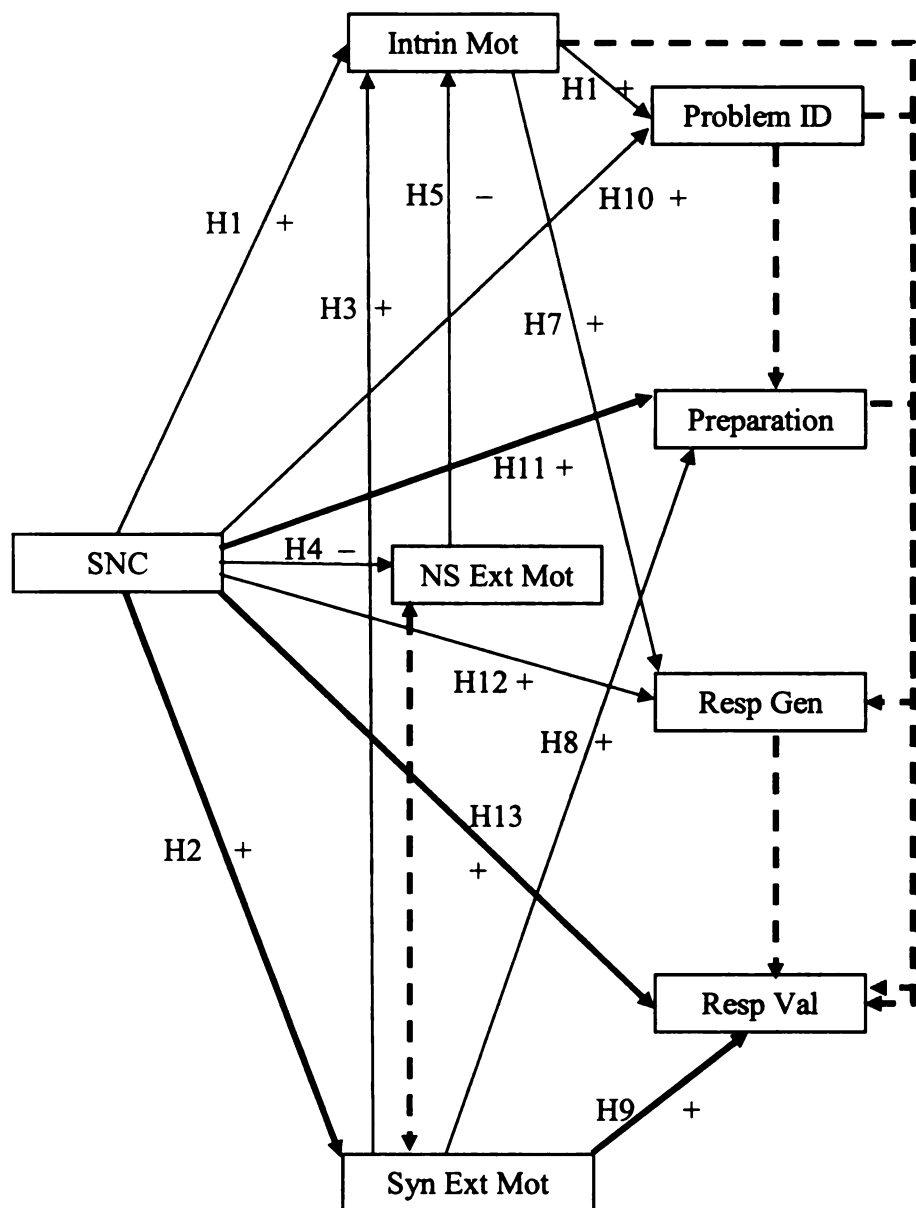 Intrin Mot
H1 +
Problem ID
H5 –
H10 +
H1 +
H3 +
H7 +
Preparation
H11 +
H4 –
SNC
NS Ext Mot
H12 +
Resp Gen
H8 +
H13
+
H2 +
Resp Val
H9 +
Syn Ext Mot